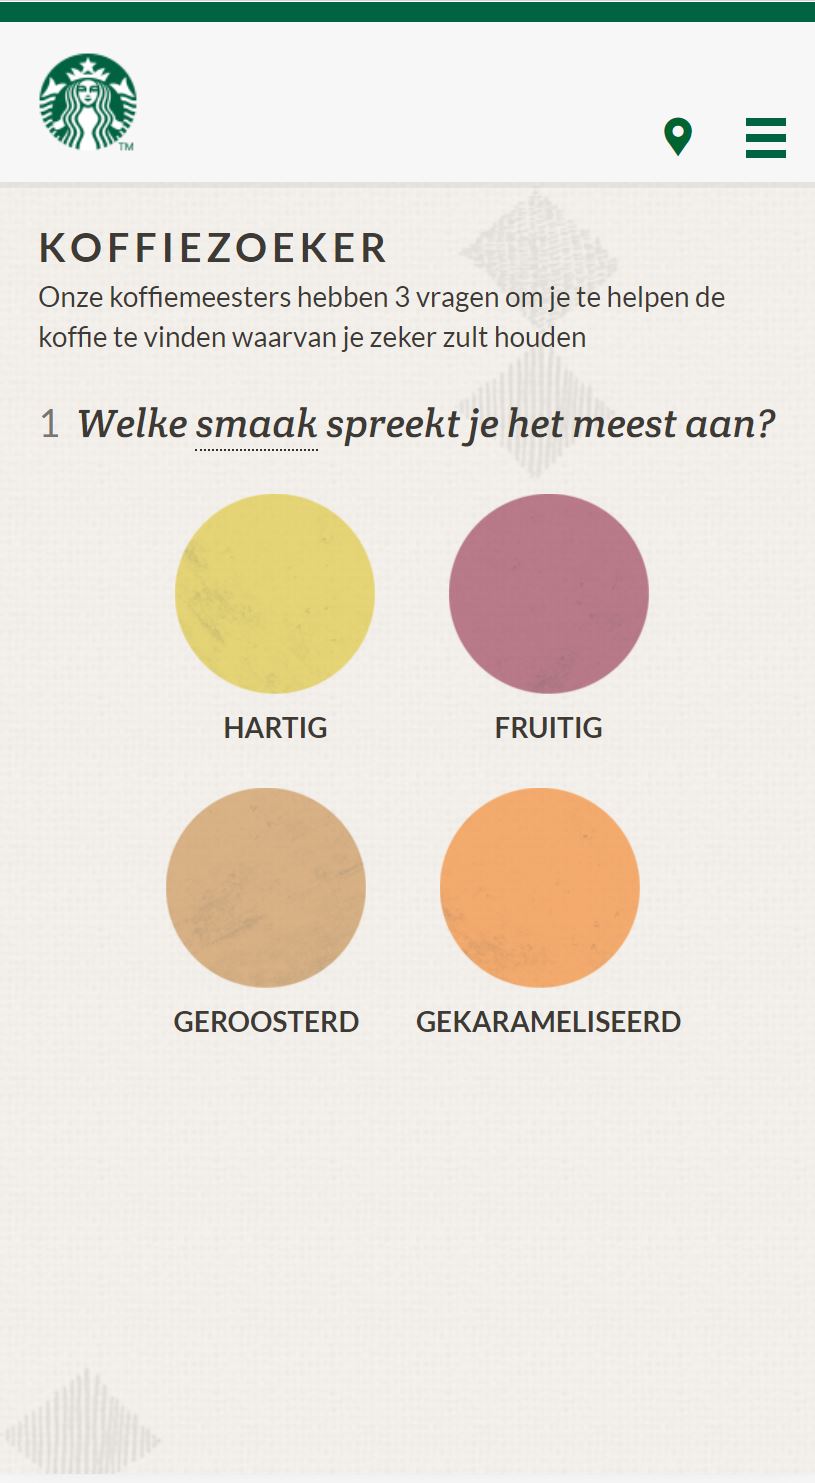 TM
KOFFIEZOEKER
Onze koffiemeesters hebben 3 vragen om je te helpen de
koffie te vinden waarvan je zeker zult houden
1 Welke smaak spreekt je het meest aan?
HARTIG
FRUITIG
GEROOSTERD
GEKARAMELISEERD